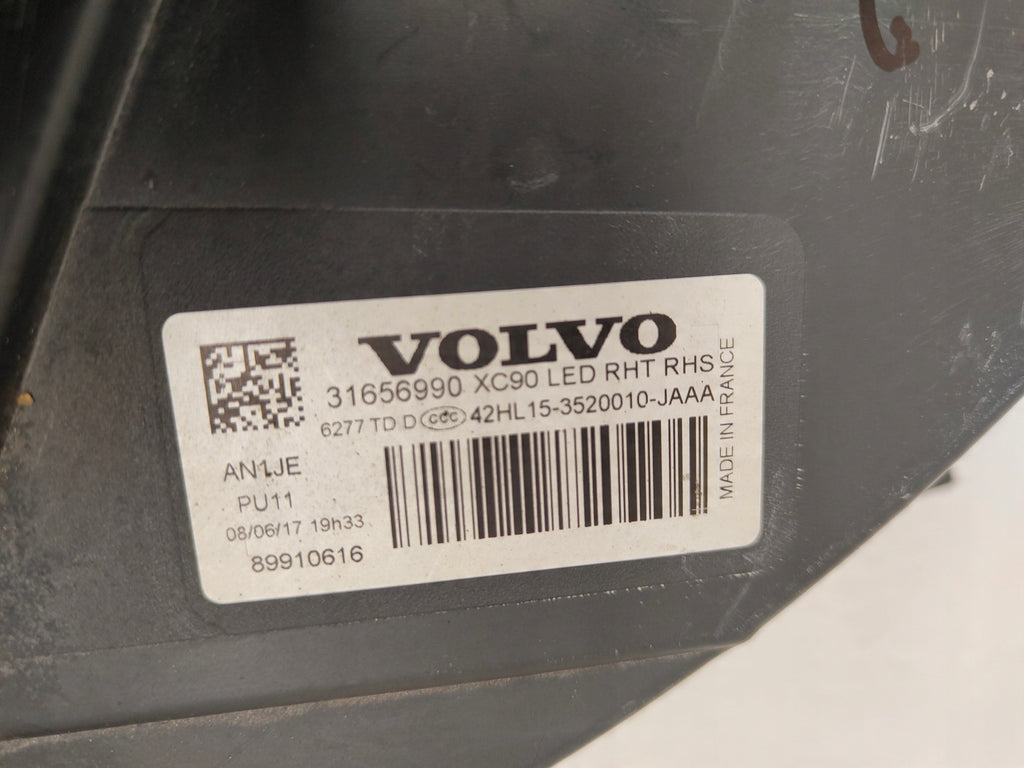 VOLVO
31656990 XC90 LED RHT RHS
6277 TD D CCC 42HL15-3520010-JAAA
AN1JE
PU11
08/06/17 19h33
89910616
MADE IN FRANCE